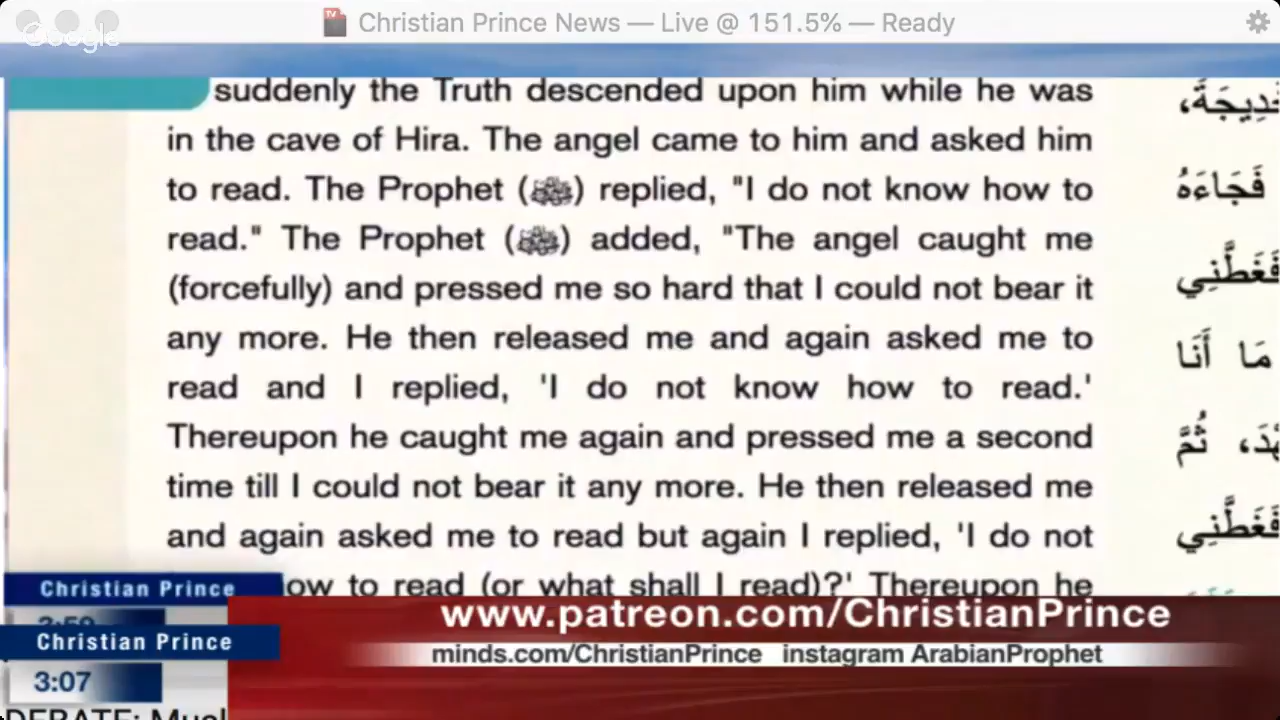 Christian Prince News — Live @ 151.5% — Ready
Google
suddenly the Truth descended upon him while he was
in the cave of Hira. The angel came to him and asked him
to read. The Prophet (ﷺ) replied, "I do not know how to
read." The Prophet (ﷺ) added, "The angel caught me
(forcefully) and pressed me so hard that I could not bear it
any more. He then released me and again asked me to
read and I replied, 'I do not know how to read.'
Thereupon he caught me again and pressed me a second
time till I could not bear it any more. He then released me
and again asked me to read but again I replied, 'I do not
how to read (or what shall I read)?' Thereupon he
فَجَاءَهُ
فَغَطَّنِي
مَا أَنَا
ثُمَّ
فَغَطَّنِي
Christian Prince
3:59
Christian Prince
3:07
www.patreon.com/ChristianPrince
minds.com/ChristianPrince instagram ArabianProphet
DEBATE: